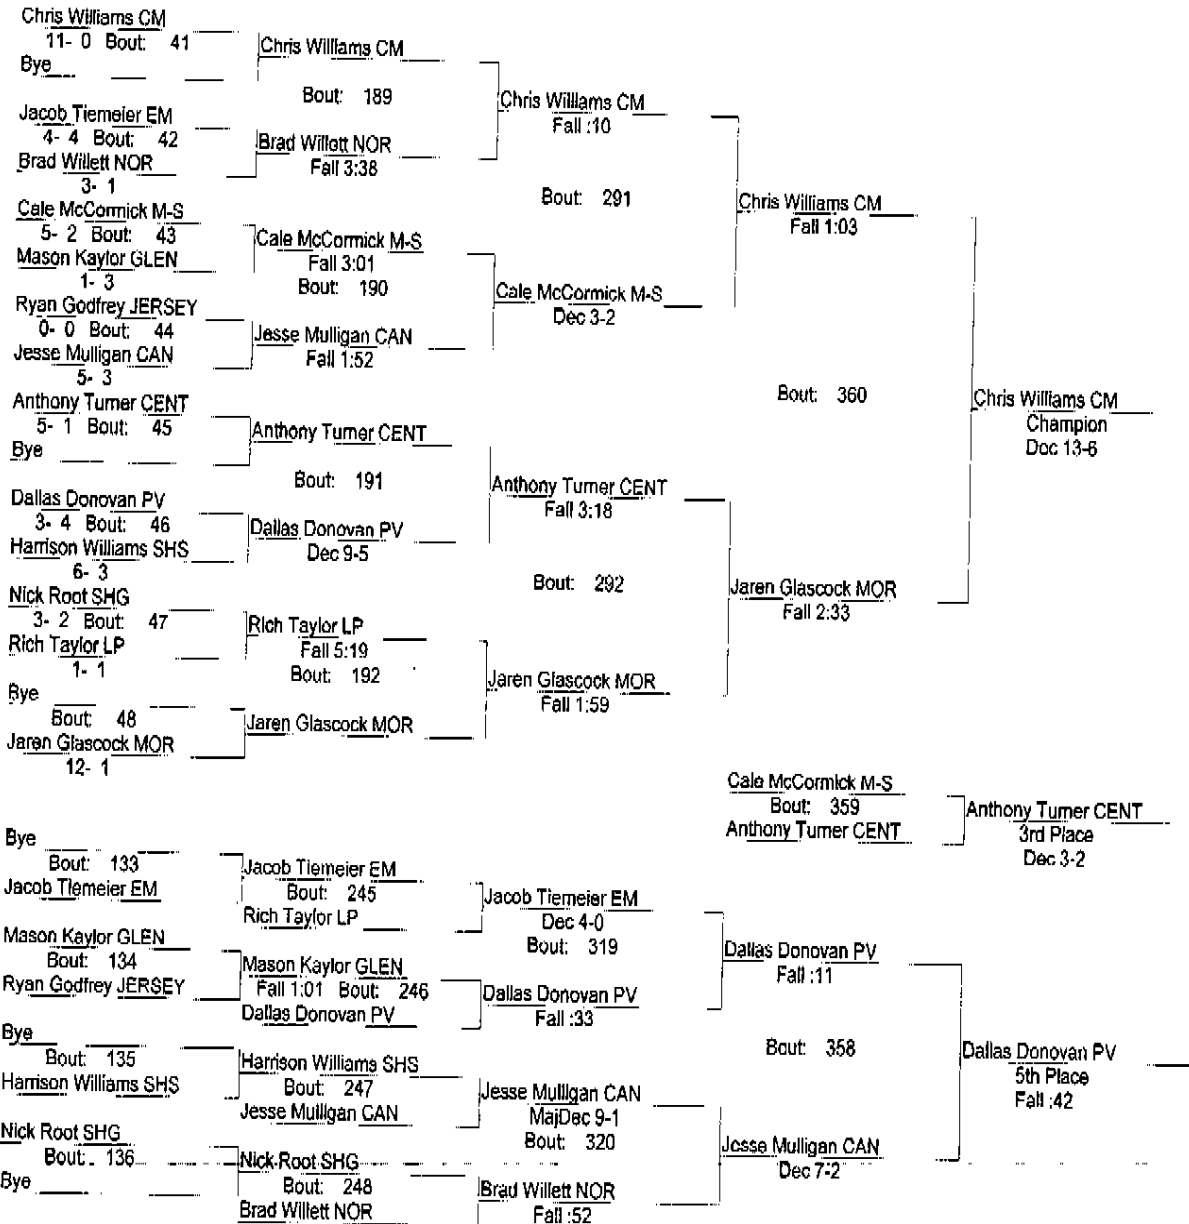 Chris Williams CM
11- 0 Bout: 41
Bye
Chris Williams CM
Bout: 189
Jacob Tiemeier EM
4- 4 Bout: 42
Brad Willett NOR
3- 1
Brad Willett NOR
Fall 3:38
Chris Williams CM
Fall :10
Bout: 291
Cale McCormick M-S
5- 2 Bout: 43
Mason Kaylor GLEN
1- 3
Cale McCormick M-S
Fall 3:01
Bout: 190
Ryan Godfrey JERSEY
0- 0 Bout: 44
Jesse Mulligan CAN
5- 3
Jesse Mulligan CAN
Fall 1:52
Cale McCormick M-S
Dec 3-2
Chris Williams CM
Fall 1:03
Bout: 360
Anthony Turner CENT
5- 1 Bout: 45
Bye
Anthony Turner CENT
Bout: 191
Dallas Donovan PV
3- 4 Bout: 46
Harrison Williams SHS
6- 3
Dallas Donovan PV
Dec 9-5
Anthony Turner CENT
Fall 3:18
Bout: 292
Nick Root SHG
3- 2 Bout: 47
Rich Taylor LP
1- 1
Rich Taylor LP
Fall 5:19
Bout: 192
Bye
Bout: 48
Jaren Glascock MOR
12- 1
Jaren Glascock MOR
Jaren Glascock MOR
Fall 1:59
Jaren Glascock MOR
Fall 2:33
Chris Williams CM
Champion
Dec 13-6
Cale McCormick M-S
Bout: 359
Anthony Turner CENT
Anthony Turner CENT
3rd Place
Dec 3-2
Bye
Bout: 133
Jacob Tiemeier EM
Jacob Tiemeier EM
Bout: 245
Rich Taylor LP
Jacob Tiemeier EM
Dec 4-0
Bout: 319
Mason Kaylor GLEN
Bout: 134
Ryan Godfrey JERSEY
Mason Kaylor GLEN
Fall 1:01 Bout: 246
Dallas Donovan PV
Dallas Donovan PV
Fall :33
Dallas Donovan PV
Fall :11
Bout: 358
Bye
Bout: 135
Harrison Williams SHS
Harrison Williams SHS
Bout: 247
Jesse Mulligan CAN
Jesse Mulligan CAN
MajDec 9-1
Bout: 320
Nick Root SHG
Bout: 136
Bye
Nick Root SHG
Bout: 248
Brad Willett NOR
Brad Willett NOR
Fall :52
Jesse Mulligan CAN
Dec 7-2
Dallas Donovan PV
5th Place
Fall :42